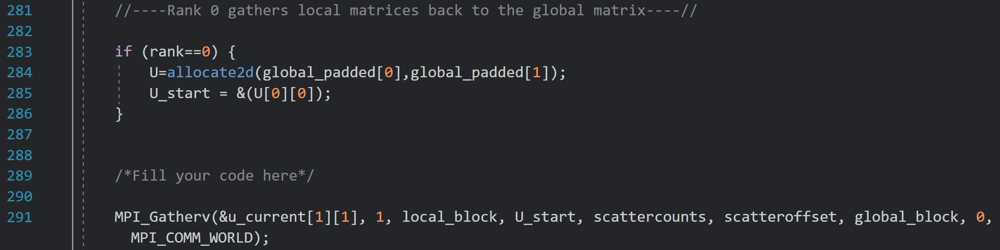 281 //----Rank 0 gathers local matrices back to the global matrix----//
282
283 if (rank==0) {
284 U=allocate2d(global_padded[0],global_padded[1]);
285 U_start = &(U[0][0]);
286 }
287
288
289 /*Fill your code here*/
290
291 MPI_Gatherv(&u_current[1][1], 1, local_block, U_start, scattercounts, scatteroffset, global_block, 0,
MPI_COMM_WORLD);